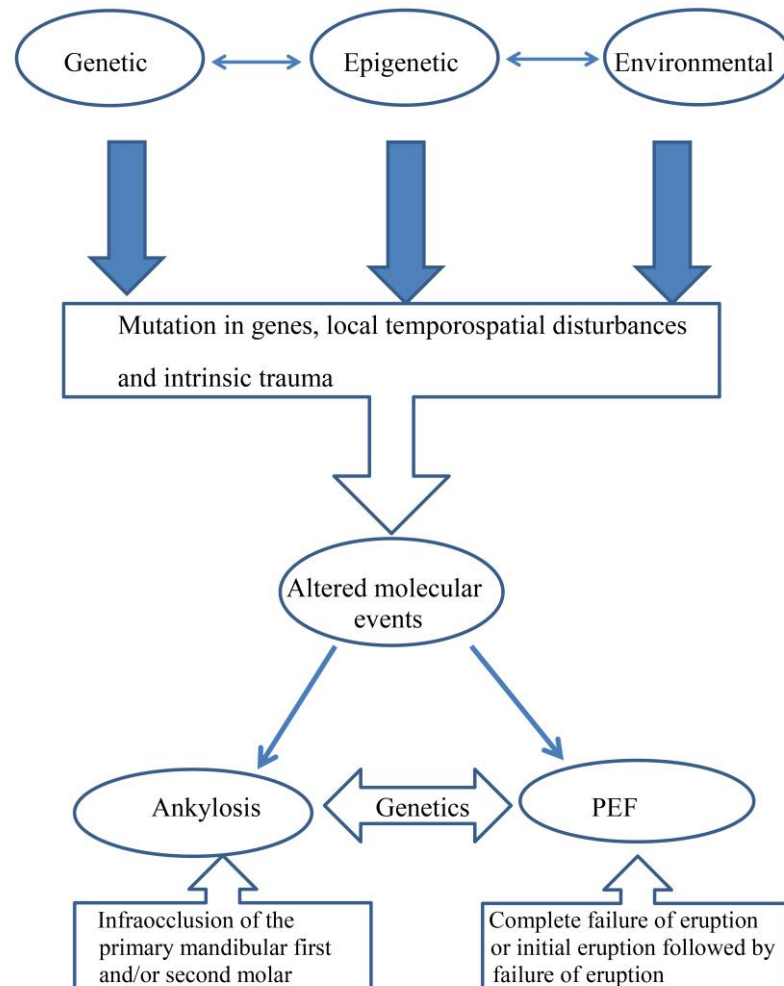 Genetic
Epigenetic
Environmental
Mutation in genes, local temporospatial disturbances
and intrinsic trauma
Altered molecular
events
Ankylosis
Genetics
PEF
Infraocclusion of the
primary mandibular first
and/or second molar
Complete failure of eruption
or initial eruption followed by
failure of eruption